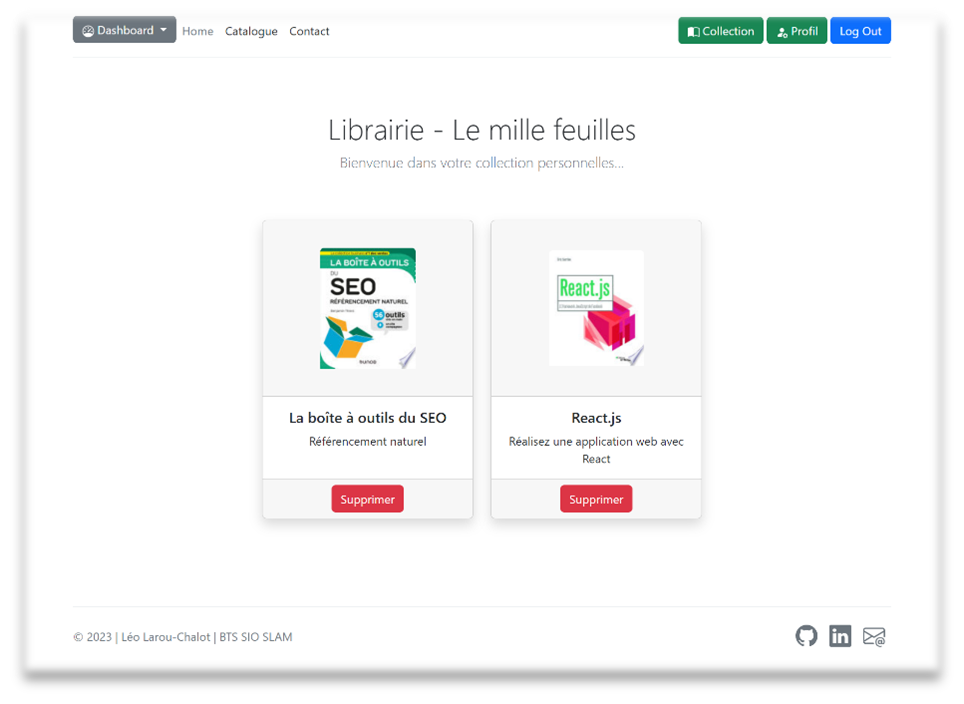 Dashboard Home Catalogue Contact Collection Profil Log Out
Librairie - Le mille feuilles
Bienvenue dans votre collection personnelles...
LA BOÎTE À OUTILS
DU
SEO
RÉFÉRENCEMENT NATUREL
56 outils
DUNOD
React.js
La boîte à outils du SEO
Référencement naturel
Supprimer
React.js
Réalisez une application web avec
React
Supprimer
© 2023 | Léo Larou-Chalot | BTS SIO SLAM
in